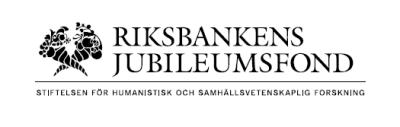 RIKSBANKENS
JUBILEUMSFOND
STIFTELSEN FÖR HUMANISTISK OCH SAMHÄLLSVETENSKAPLIG FORSKNING